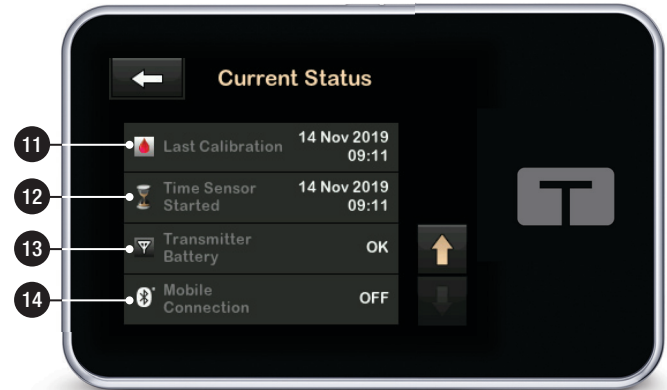 Current Status
11
Last Calibration
14 Nov 2019
09:11
12
Time Sensor
Started
14 Nov 2019
09:11
13
Transmitter
Battery
OK
14
Mobile
Connection
OFF